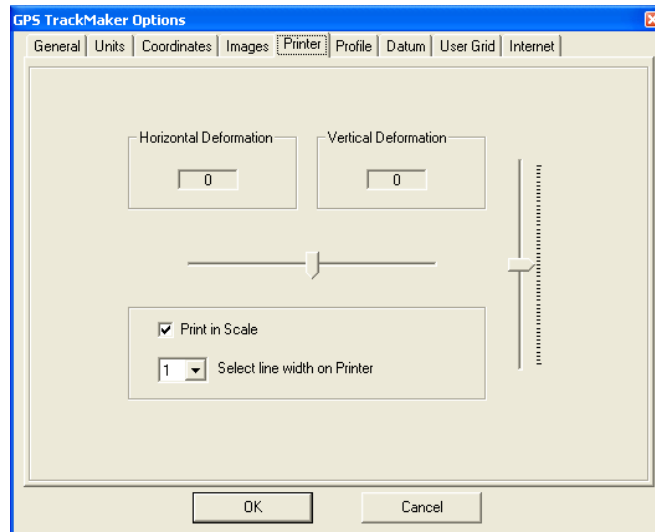 GPS TrackMaker Options
General Units Coordinates Images Printer Profile Datum User Grid Internet
Horizontal Deformation Vertical Deformation
0 0
Print in Scale
1 Select line width on Printer
OK Cancel